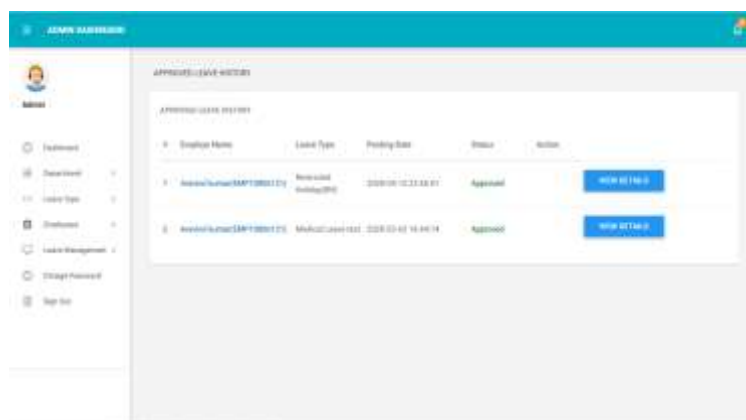 ADMIN DASHBOARD
Admin
Dashboard
Department
Leave Type
Employees
Leave Management
Change Password
Sign Out
APPROVED LEAVE HISTORY
APPROVED LEAVE HISTORY
# Employe Name Leave Type Posting Date Status Action
1 Restricted Approved VIEW DETAILS
2 Medical Leave test Approved VIEW DETAILS